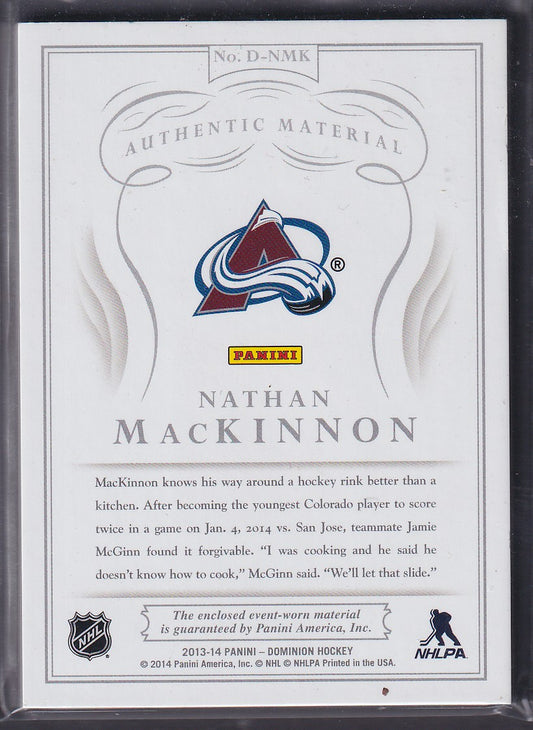 No. D-NMK
AUTHENTIC MATERIAL
®
PANINI
NATHAN
MACKINNON
MacKinnon knows his way around a hockey rink better than a
kitchen. After becoming the youngest Colorado player to score
twice in a game on Jan. 4, 2014 vs. San Jose, teammate Jamie
McGinn found it forgivable. “I was cooking and he said he
doesn’t know how to cook,” McGinn said. “We’ll let that slide.”
The enclosed event-worn material
is guaranteed by Panini America, Inc.
NHL
NHLPA
2013-14 PANINI – DOMINION HOCKEY
© 2014 Panini America, Inc. © NHL © NHLPA Printed in the USA.